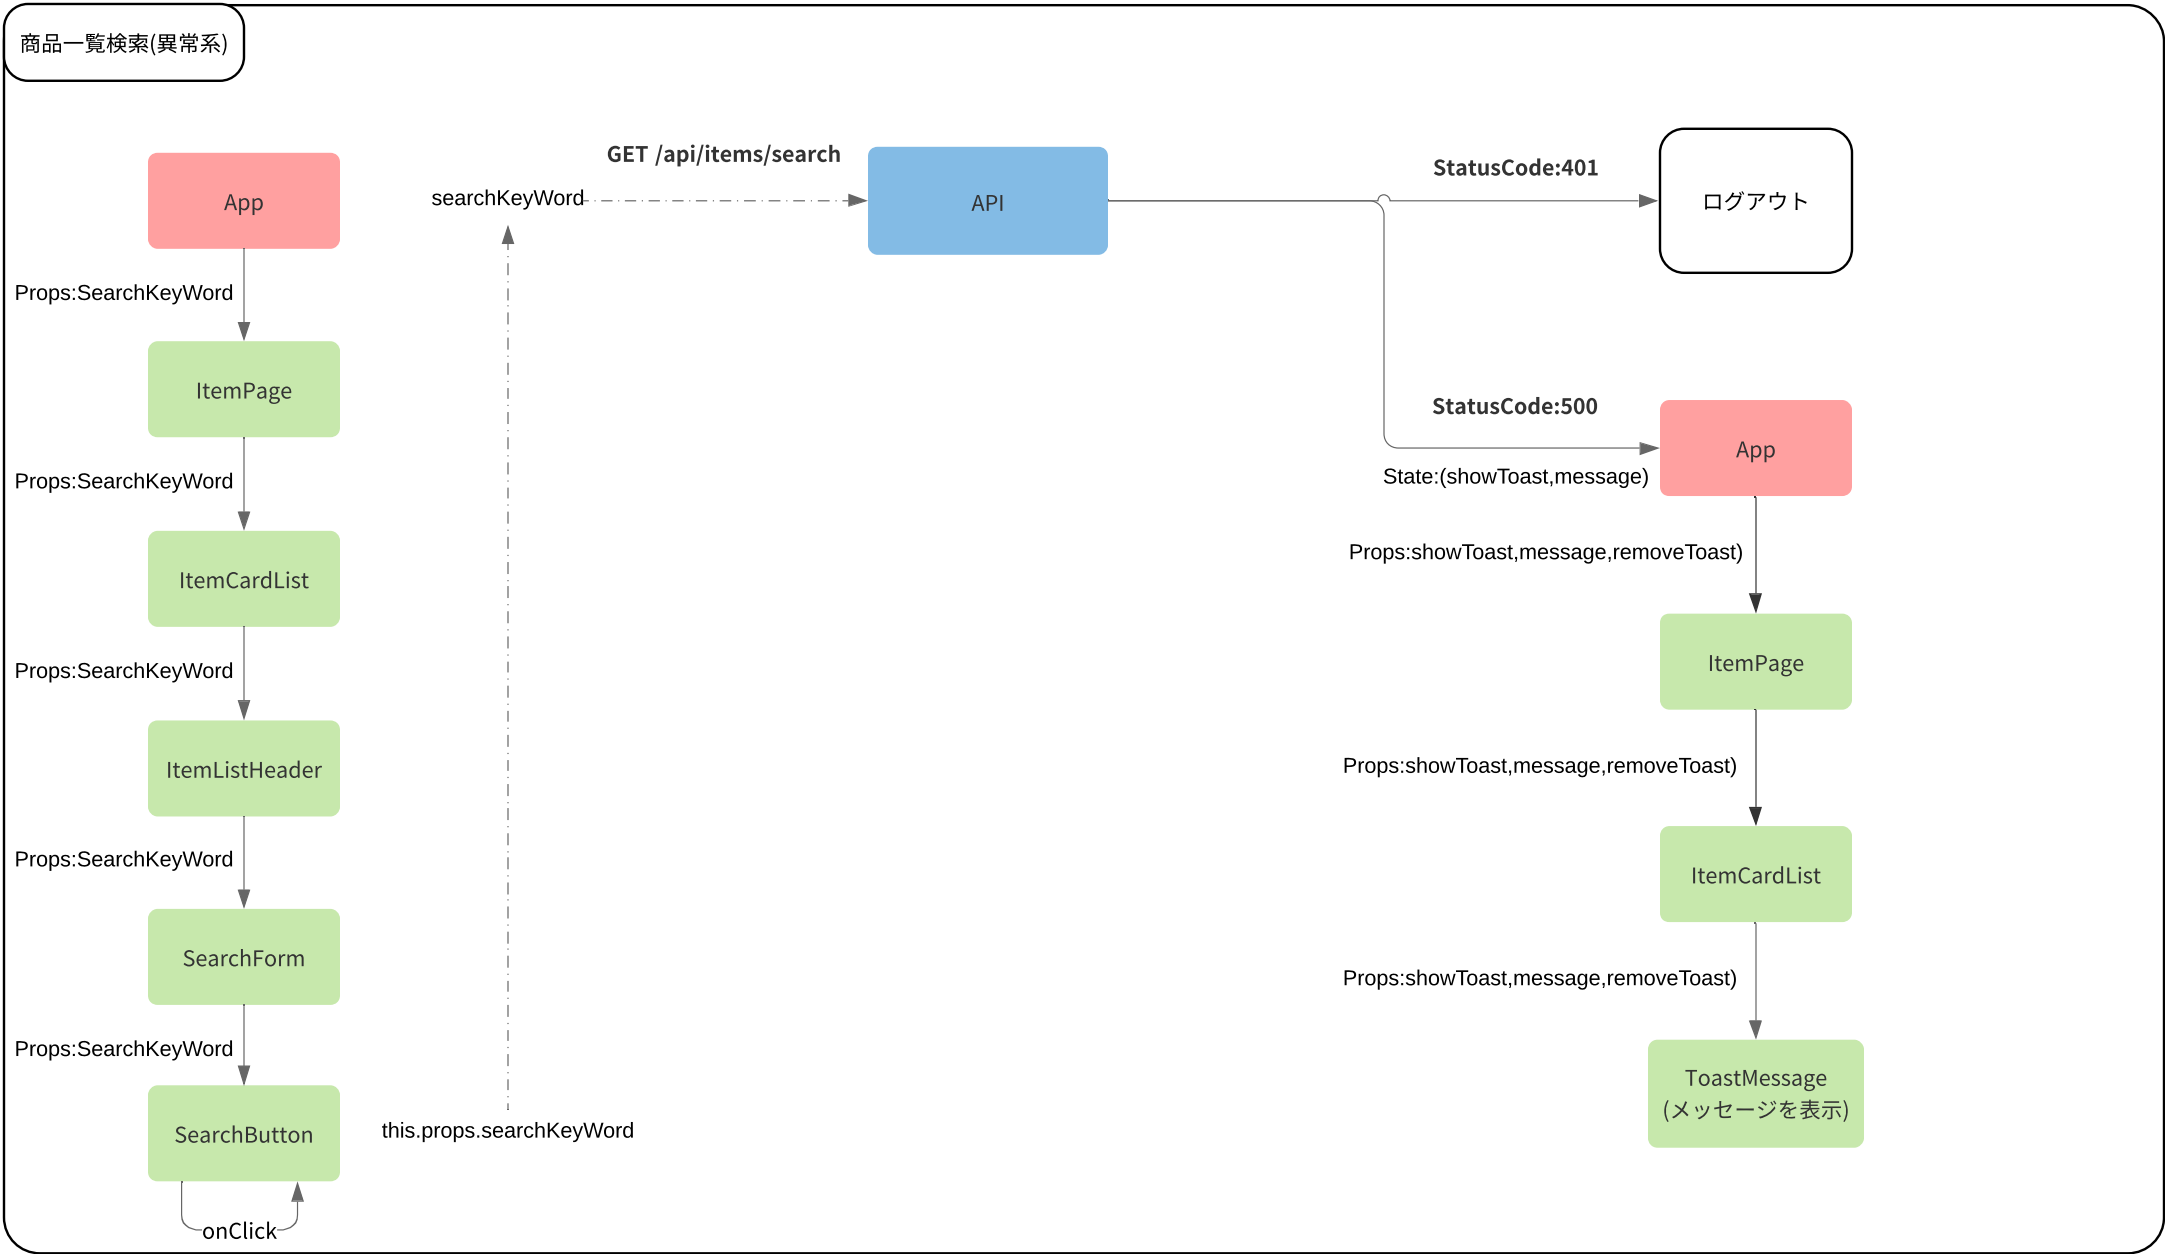 商品一覧検索(異常系)
App
Props:SearchKeyWord
ItemPage
Props:SearchKeyWord
ItemCardList
Props:SearchKeyWord
ItemListHeader
Props:SearchKeyWord
SearchForm
Props:SearchKeyWord
SearchButton
onClick
this.props.searchKeyWord
searchKeyWord
GET /api/items/search
API
StatusCode:401
ログアウト
StatusCode:500
State:(showToast,message)
App
Props:showToast,message,removeToast)
ItemPage
Props:showToast,message,removeToast)
ItemCardList
Props:showToast,message,removeToast)
ToastMessage
(メッセージを表示)